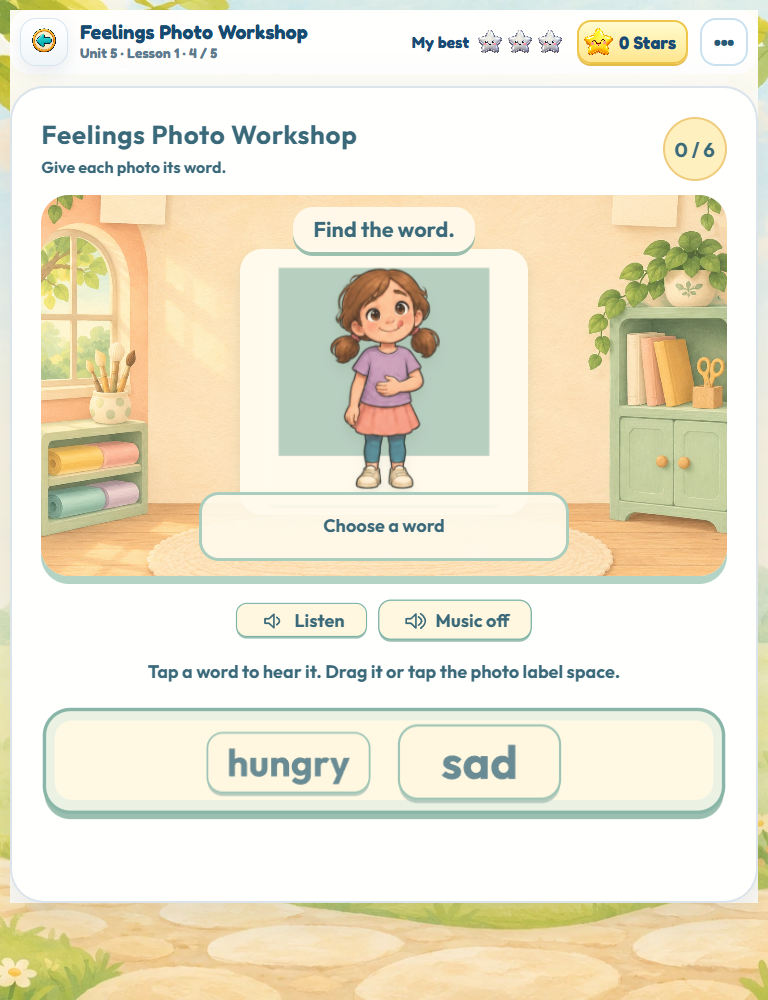 Feelings Photo Workshop
Unit 5 · Lesson 1 · 4 / 5
My best
0 Stars
Feelings Photo Workshop
Give each photo its word.
0 / 6
Find the word.
Choose a word
Listen
Music off
Tap a word to hear it. Drag it or tap the photo label space.
hungry
sad